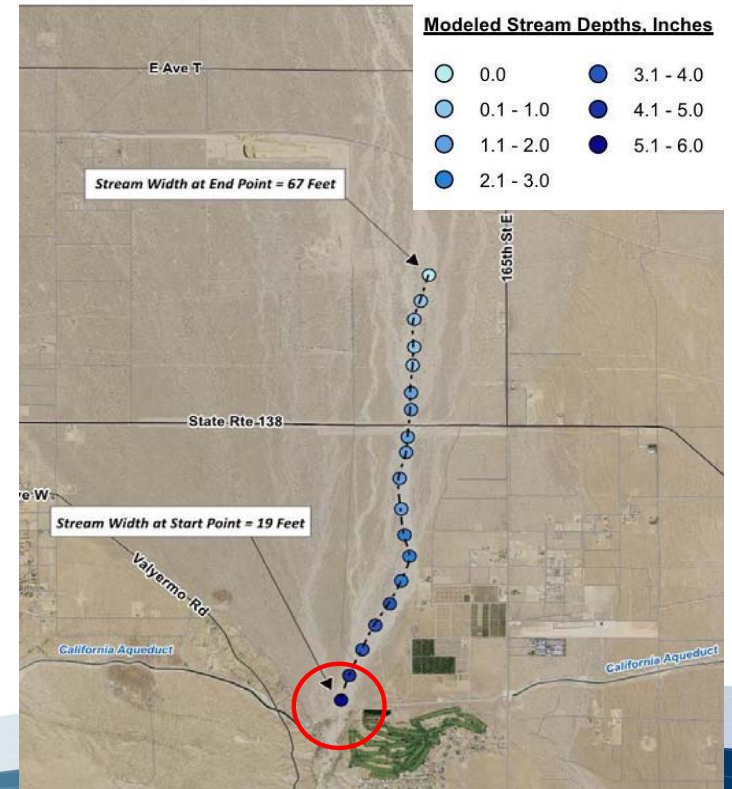 Modeled Stream Depths, Inches
0.0
0.1 - 1.0
1.1 - 2.0
2.1 - 3.0
3.1 - 4.0
4.1 - 5.0
5.1 - 6.0
E Ave T
Stream Width at End Point = 67 Feet
165th St E
State Rte 138
ve W
Stream Width at Start Point = 19 Feet
Valyermo Rd
California Aqueduct
California Aqueduct